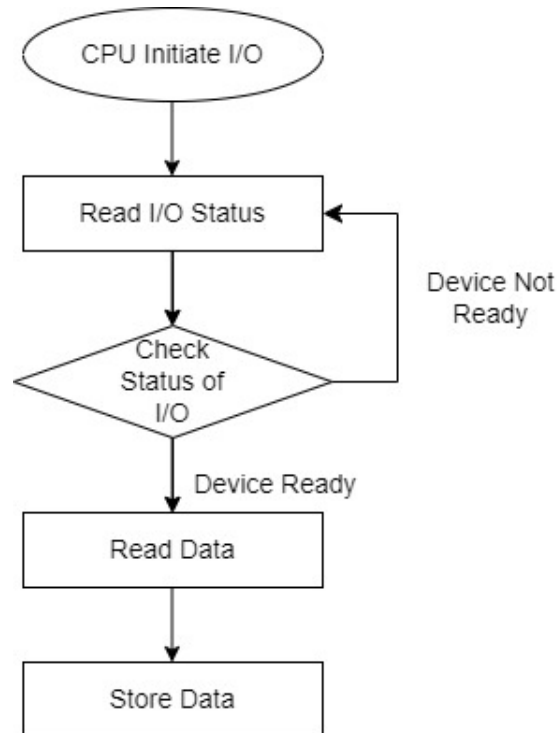 CPU Initiate I/O
Read I/O Status
Device Not
Ready
Check
Status of
I/O
Device Ready
Read Data
Store Data